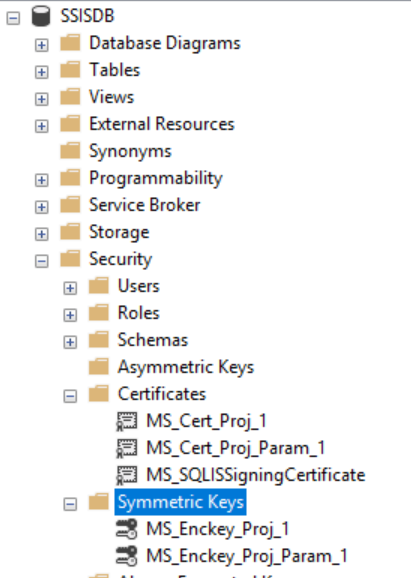 SSISDB
Database Diagrams
Tables
Views
External Resources
Synonyms
Programmability
Service Broker
Storage
Security
Users
Roles
Schemas
Asymmetric Keys
Certificates
MS_Cert_Proj_1
MS_Cert_Proj_Param_1
MS_SQLISSigningCertificate
Symmetric Keys
MS_Enckey_Proj_1
MS_Enckey_Proj_Param_1